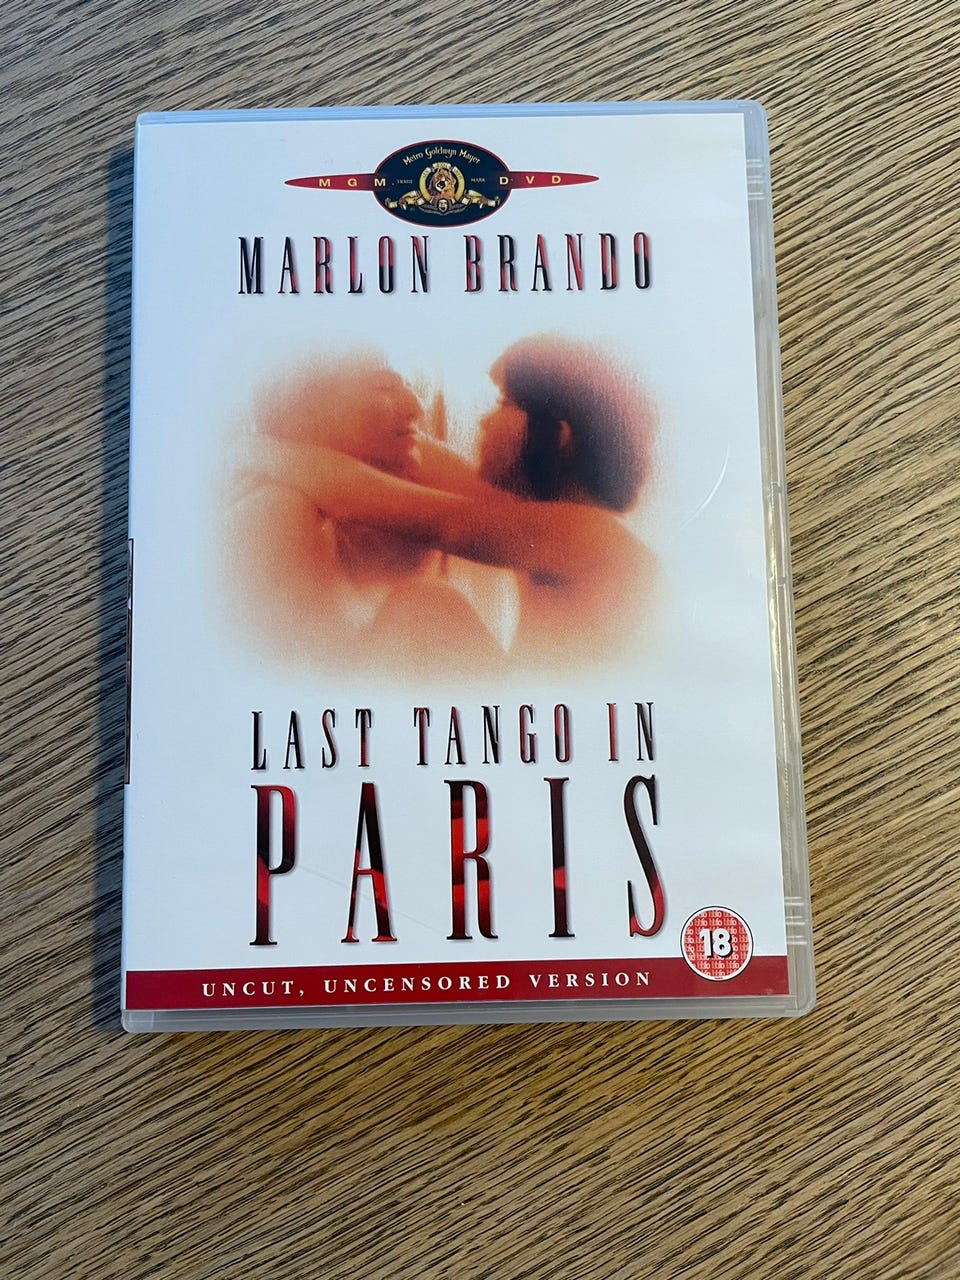 Metro Goldwyn Mayer
MGM TRADE MARK DVD
MARLON BRANDO
LAST TANGO IN
PARIS
18
UNCUT, UNCENSORED VERSION